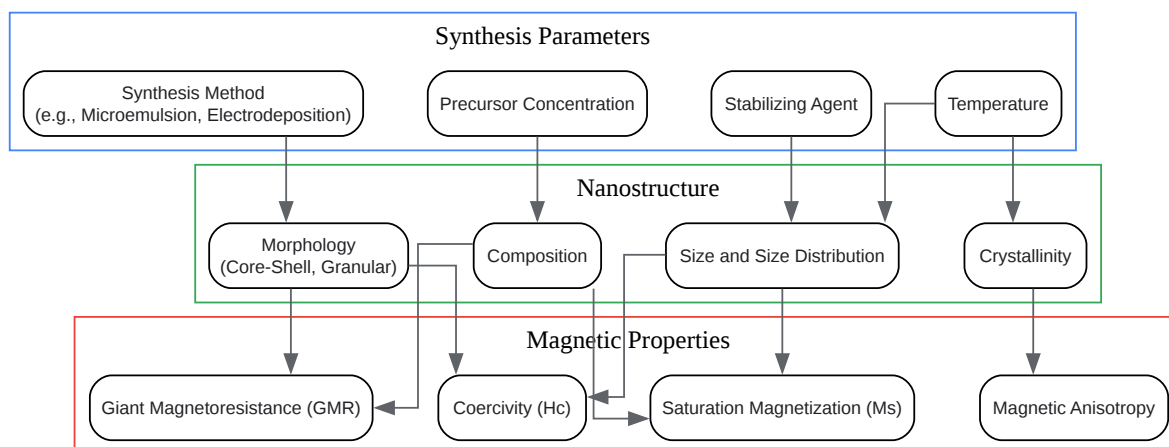 Synthesis Parameters
Synthesis Method
(e.g., Microemulsion, Electrodeposition)
Precursor Concentration
Stabilizing Agent
Temperature
Nanostructure
Morphology
(Core-Shell, Granular)
Composition
Size and Size Distribution
Crystallinity
Magnetic Properties
Giant Magnetoresistance (GMR)
Coercivity (Hc)
Saturation Magnetization (Ms)
Magnetic Anisotropy